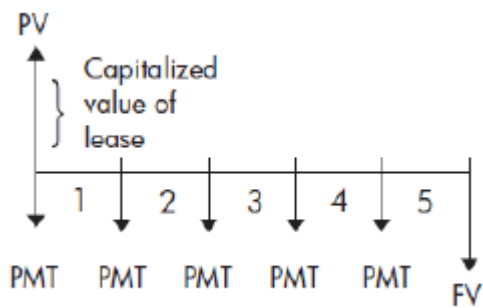 PV
Capitalized
value of
lease
1 2 3 4 5
PMT PMT PMT PMT PMT
FV